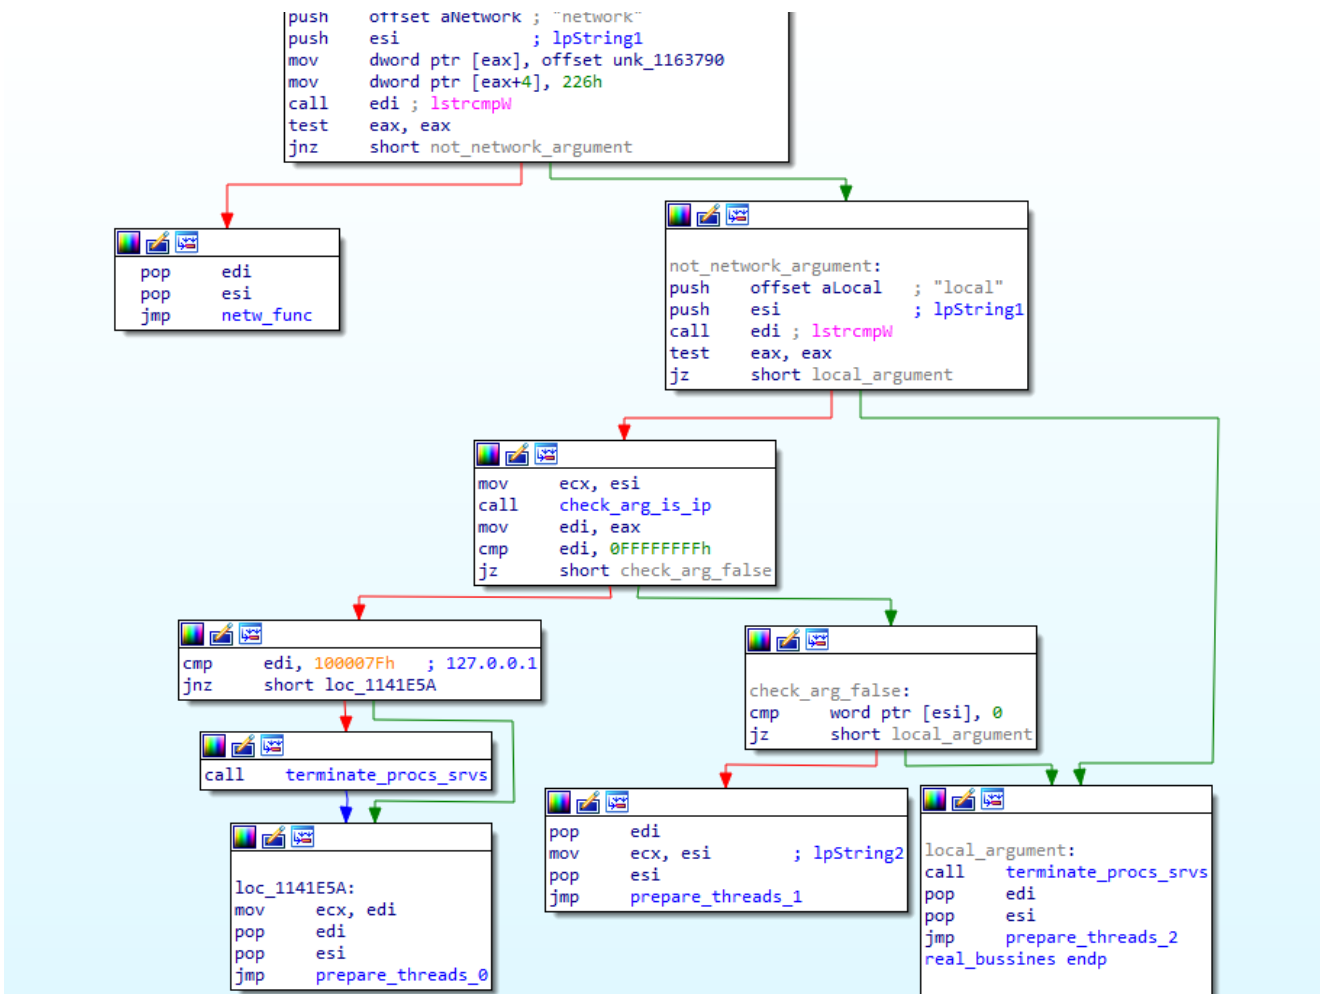 push offset aNetwork ; "network"
push esi ; lpString1
mov dword ptr [eax], offset unk_1163790
mov dword ptr [eax+4], 226h
call edi ; lstrcmpW
test eax, eax
jnz short not_network_argument
pop edi
pop esi
jmp netw_func
not_network_argument:
push offset aLocal ; "local"
push esi ; lpString1
call edi ; lstrcmpW
test eax, eax
jz short local_argument
mov ecx, esi
call check_arg_is_ip
mov edi, eax
cmp edi, 0FFFFFFFFh
jz short check_arg_false
cmp edi, 100007Fh ; 127.0.0.1
jnz short loc_1141E5A
check_arg_false:
cmp word ptr [esi], 0
jz short local_argument
call terminate_procs_srvs
pop edi
mov ecx, esi ; lpString2
pop esi
jmp prepare_threads_1
local_argument:
call terminate_procs_srvs
pop edi
pop esi
jmp prepare_threads_2
real_bussines endp
loc_1141E5A:
mov ecx, edi
pop edi
pop esi
jmp prepare_threads_0